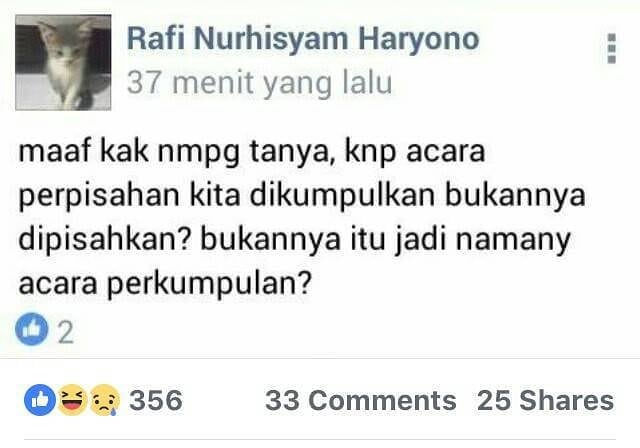 Rafi Nurhisyam Haryono
37 menit yang lalu
maaf kak nmpg tanya, knp acara
perpisahan kita dikumpulkan bukannya
dipisahkan? bukannya itu jadi namany
acara perkumpulan?
2
356 33 Comments 25 Shares